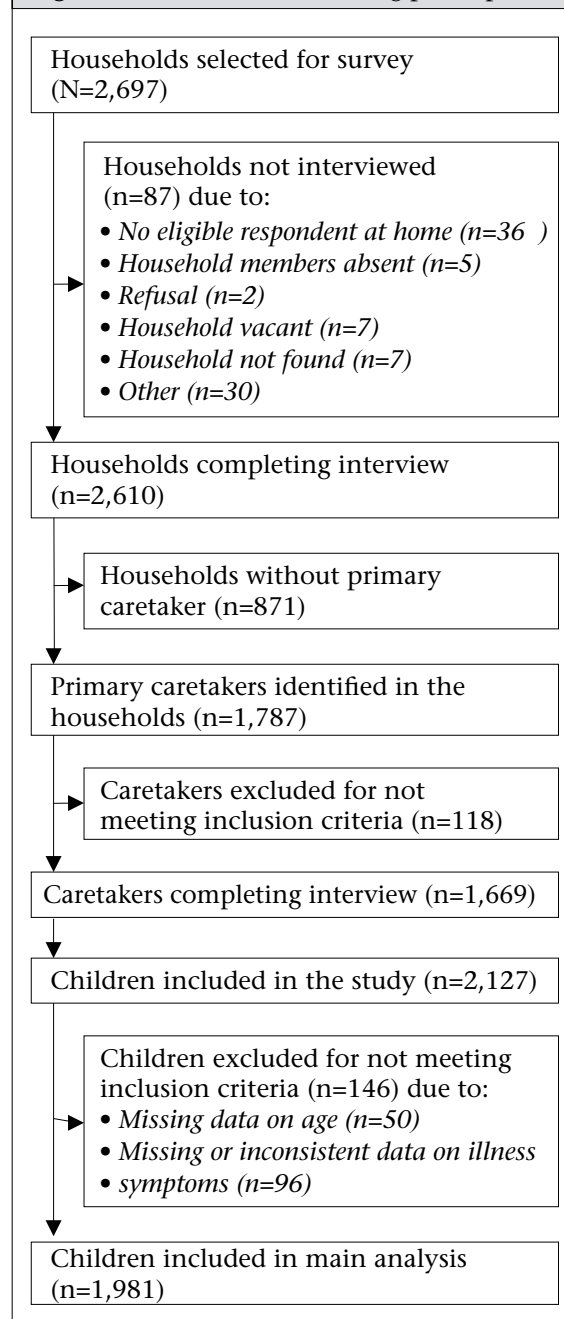 Households selected for survey
(N=2,697)
Households not interviewed
(n=87) due to:
• No eligible respondent at home (n=36 )
• Household members absent (n=5)
• Refusal (n=2)
• Household vacant (n=7)
• Household not found (n=7)
• Other (n=30)
Households completing interview
(n=2,610)
Households without primary
caretaker (n=871)
Primary caretakers identified in the
households (n=1,787)
Caretakers excluded for not
meeting inclusion criteria (n=118)
Caretakers completing interview (n=1,669)
Children included in the study (n=2,127)
Children excluded for not meeting
inclusion criteria (n=146) due to:
• Missing data on age (n=50)
• Missing or inconsistent data on illness
• symptoms (n=96)
Children included in main analysis
(n=1,981)